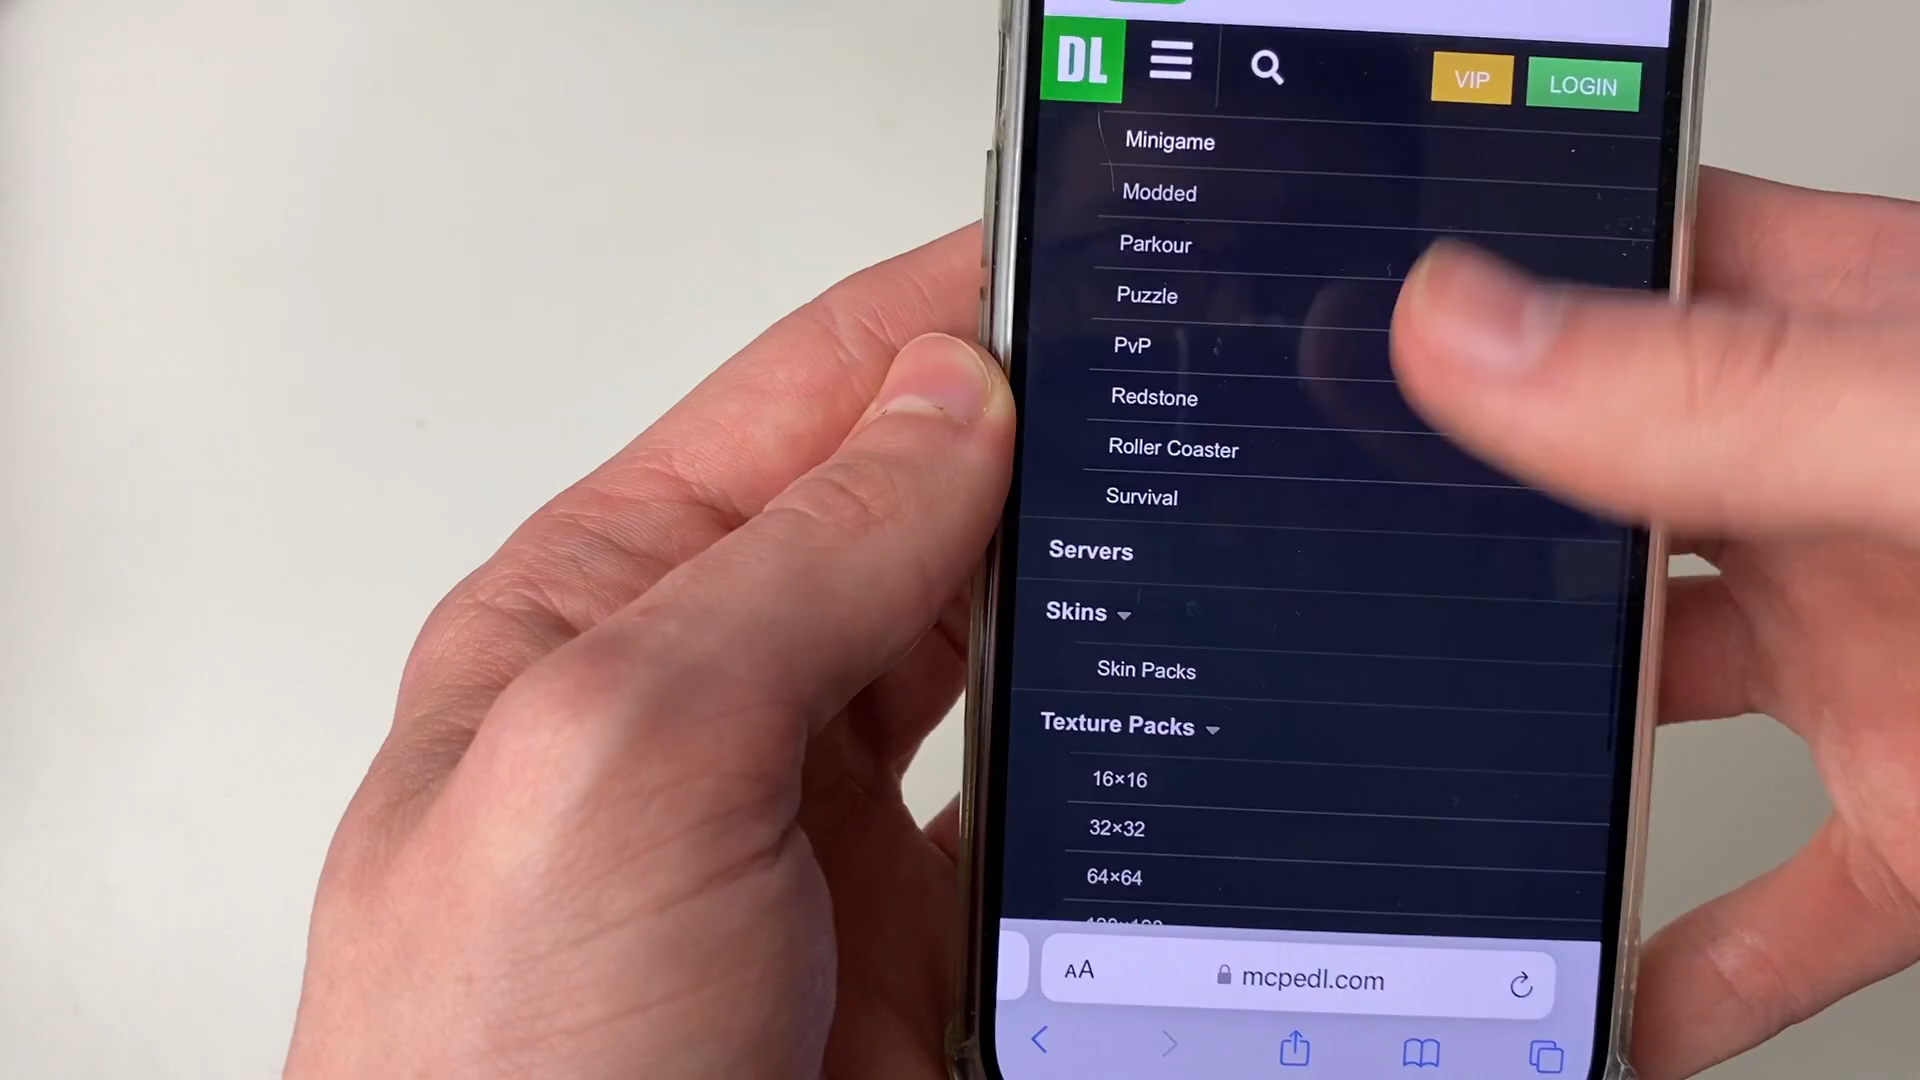 DL
VIP
LOGIN
Minigame
Modded
Parkour
Puzzle
PvP
Redstone
Roller Coaster
Survival
Servers
Skins
Skin Packs
Texture Packs
16×16
32×32
64×64
AA
mcpedl.com